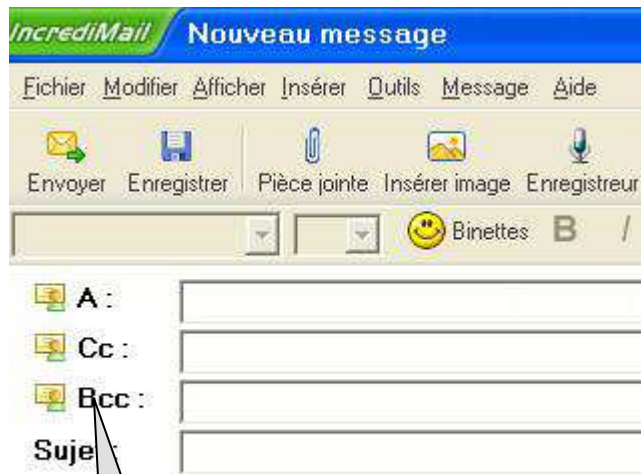 IncrediMail Nouveau message
Fichier Modifier Afficher Insérer Outils Message Aide
Envoyer Enregistrer Pièce jointe Insérer image Enregistreur
Binettes B I
A :
Cc :
Bcc :
Sujet :